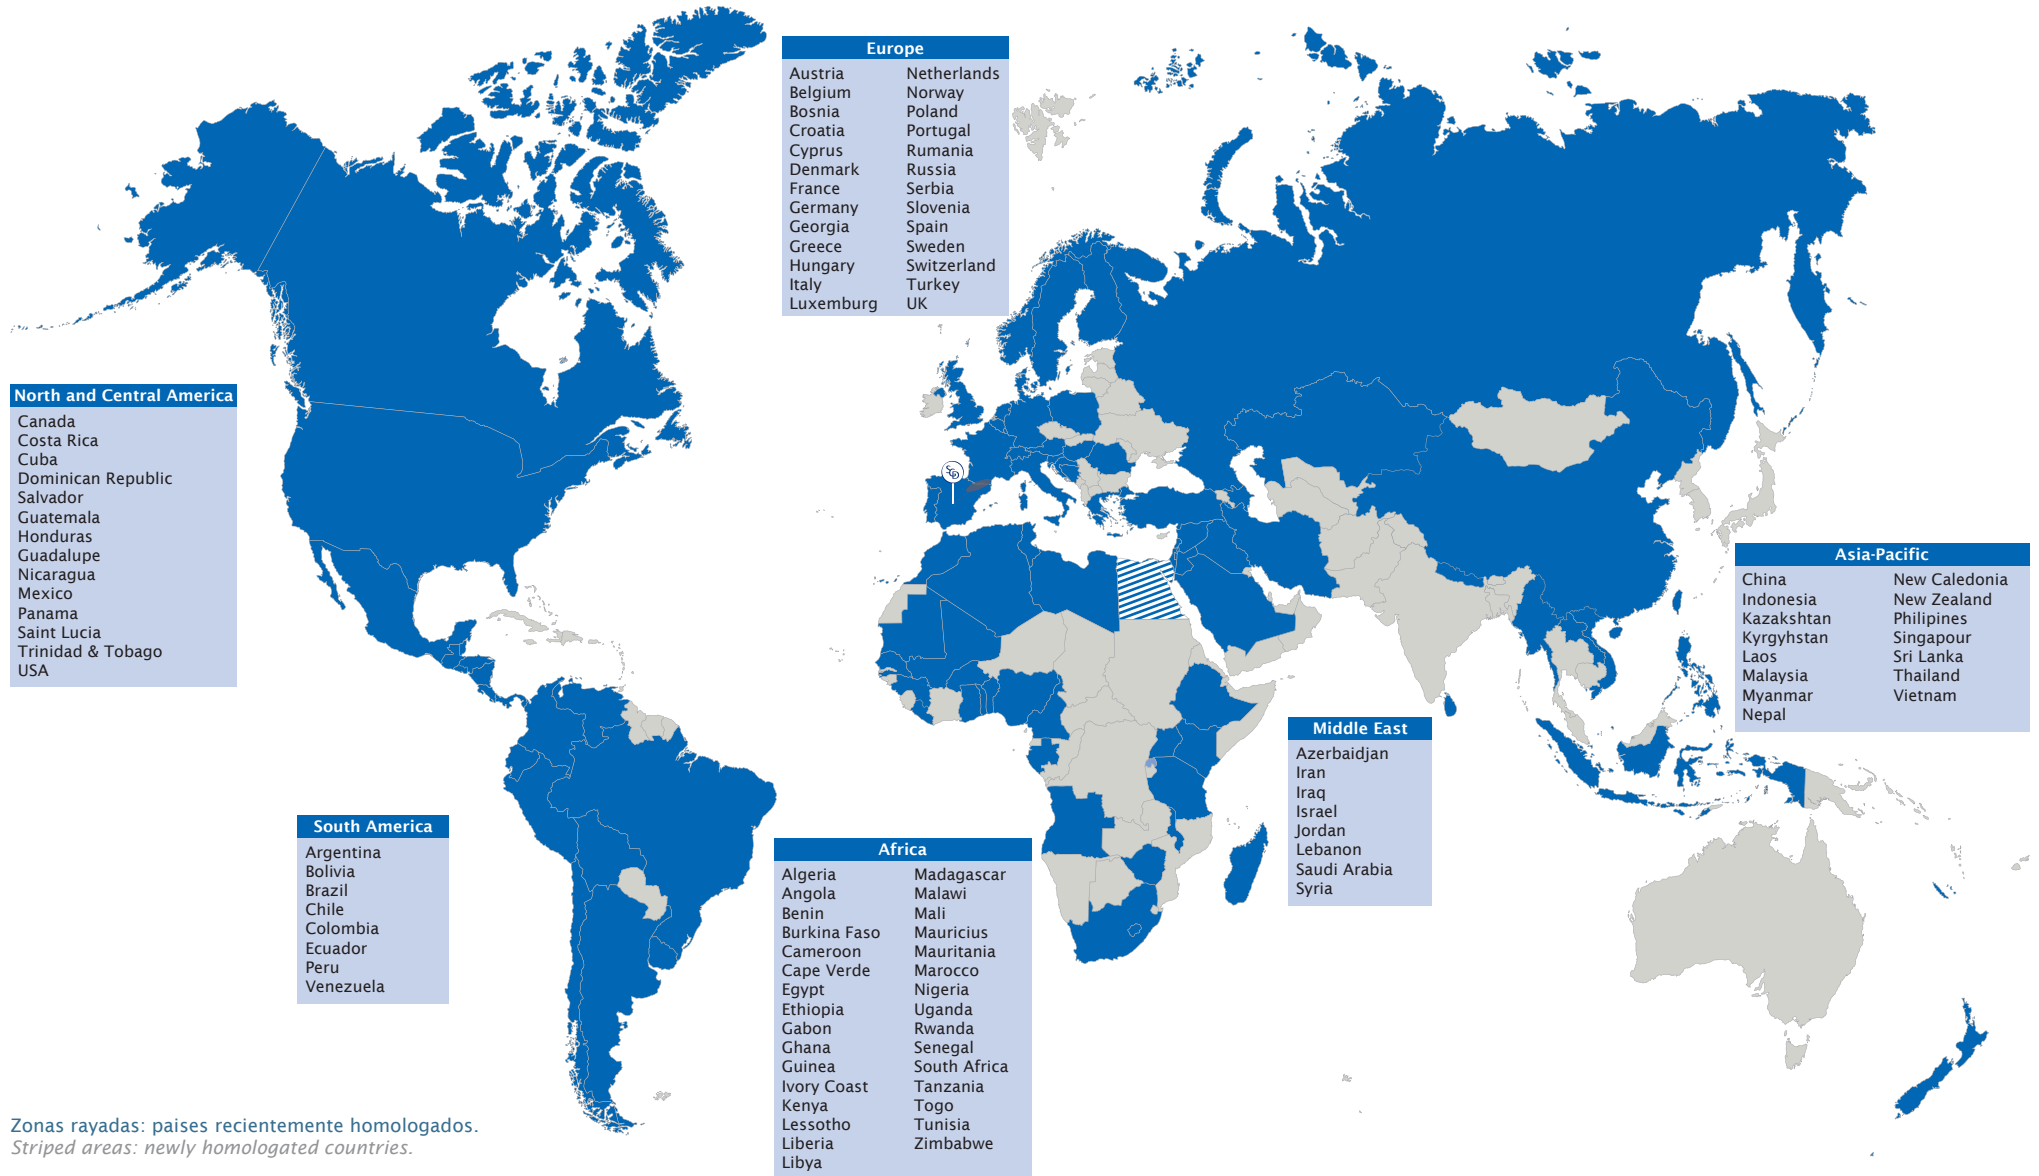 Europe
Austria
Belgium
Bosnia
Croatia
Cyprus
Denmark
France
Germany
Georgia
Greece
Hungary
Italy
Luxemburg
Netherlands
Norway
Poland
Portugal
Rumania
Russia
Serbia
Slovenia
Spain
Sweden
Switzerland
Turkey
UK
North and Central America
Canada
Costa Rica
Cuba
Dominican Republic
Salvador
Guatemala
Honduras
Guadalupe
Nicaragua
Mexico
Panama
Saint Lucia
Trinidad & Tobago
USA
Asia-Pacific
China
Indonesia
Kazakshtan
Kyrgyhstan
Laos
Malaysia
Myanmar
Nepal
New Caledonia
New Zealand
Philipines
Singapour
Sri Lanka
Thailand
Vietnam
Middle East
Azerbaidjan
Iran
Iraq
Israel
Jordan
Lebanon
Saudi Arabia
Syria
South America
Argentina
Bolivia
Brazil
Chile
Colombia
Ecuador
Peru
Venezuela
Africa
Algeria
Angola
Benin
Burkina Faso
Cameroon
Cape Verde
Egypt
Ethiopia
Gabon
Ghana
Guinea
Ivory Coast
Kenya
Lessotho
Liberia
Libya
Madagascar
Malawi
Mali
Mauricius
Mauritania
Marocco
Nigeria
Uganda
Rwanda
Senegal
South Africa
Tanzania
Togo
Tunisia
Zimbabwe
Zonas rayadas: paises recientemente homologados.
Striped areas: newly homologated countries.